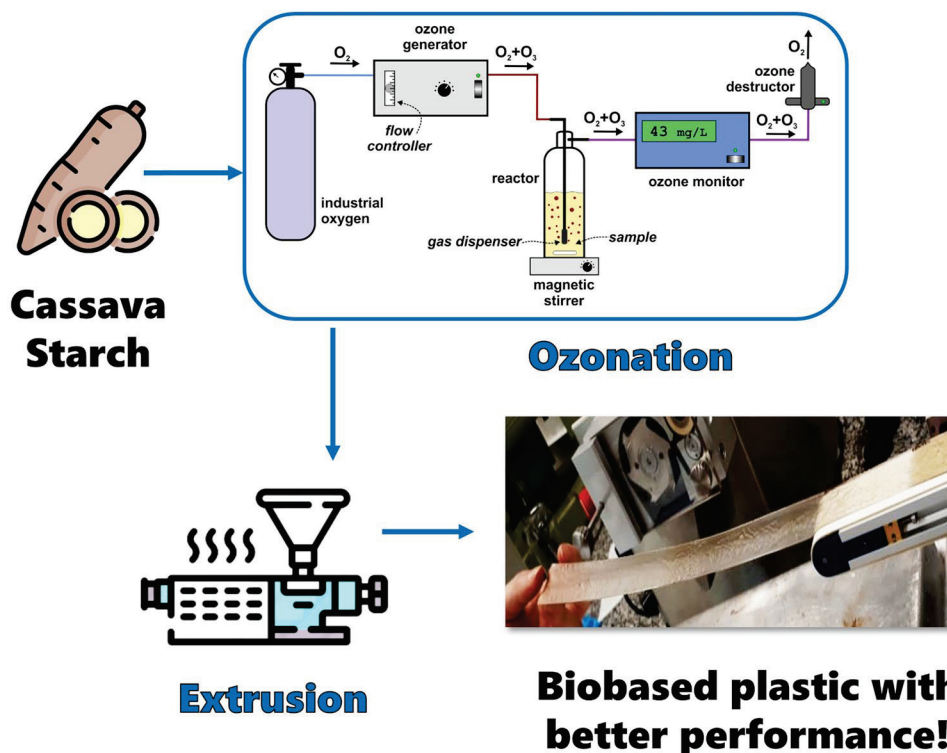 O₂
ozone
generator
O₂+O₃
flow
controller
industrial
oxygen
reactor
gas dispenser
sample
magnetic
stirrer
O₂+O₃
43 mg/L
ozone monitor
O₂+O₃
ozone
destructor
O₂
Cassava
Starch
Ozonation
Extrusion
Biobased plastic with
better performance!